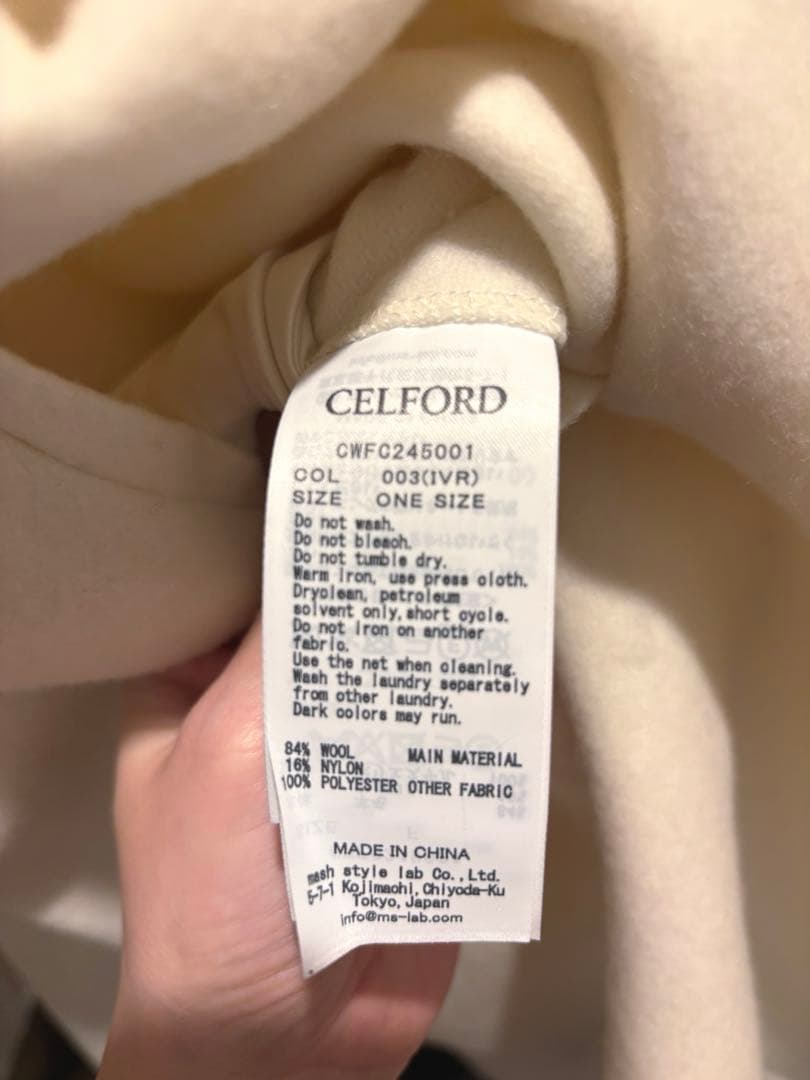 CELFORD
CWFC245001
COL 003(IVR)
SIZE ONE SIZE
Do not wash.
Do not bleach.
Do not tumble dry.
Warm iron, use press cloth.
Dryclean, petroleum
solvent only, short cycle.
Do not iron on another
fabric.
Use the net when cleaning.
Wash the laundry separately
from other laundry.
Dark colors may run.
84% WOOL MAIN MATERIAL
16% NYLON
100% POLYESTER OTHER FABRIC
MADE IN CHINA
mash style lab Co.,Ltd.
5-7-1 Kojimachi,Chiyoda-Ku
Tokyo,Japan
info@ms-lab.com